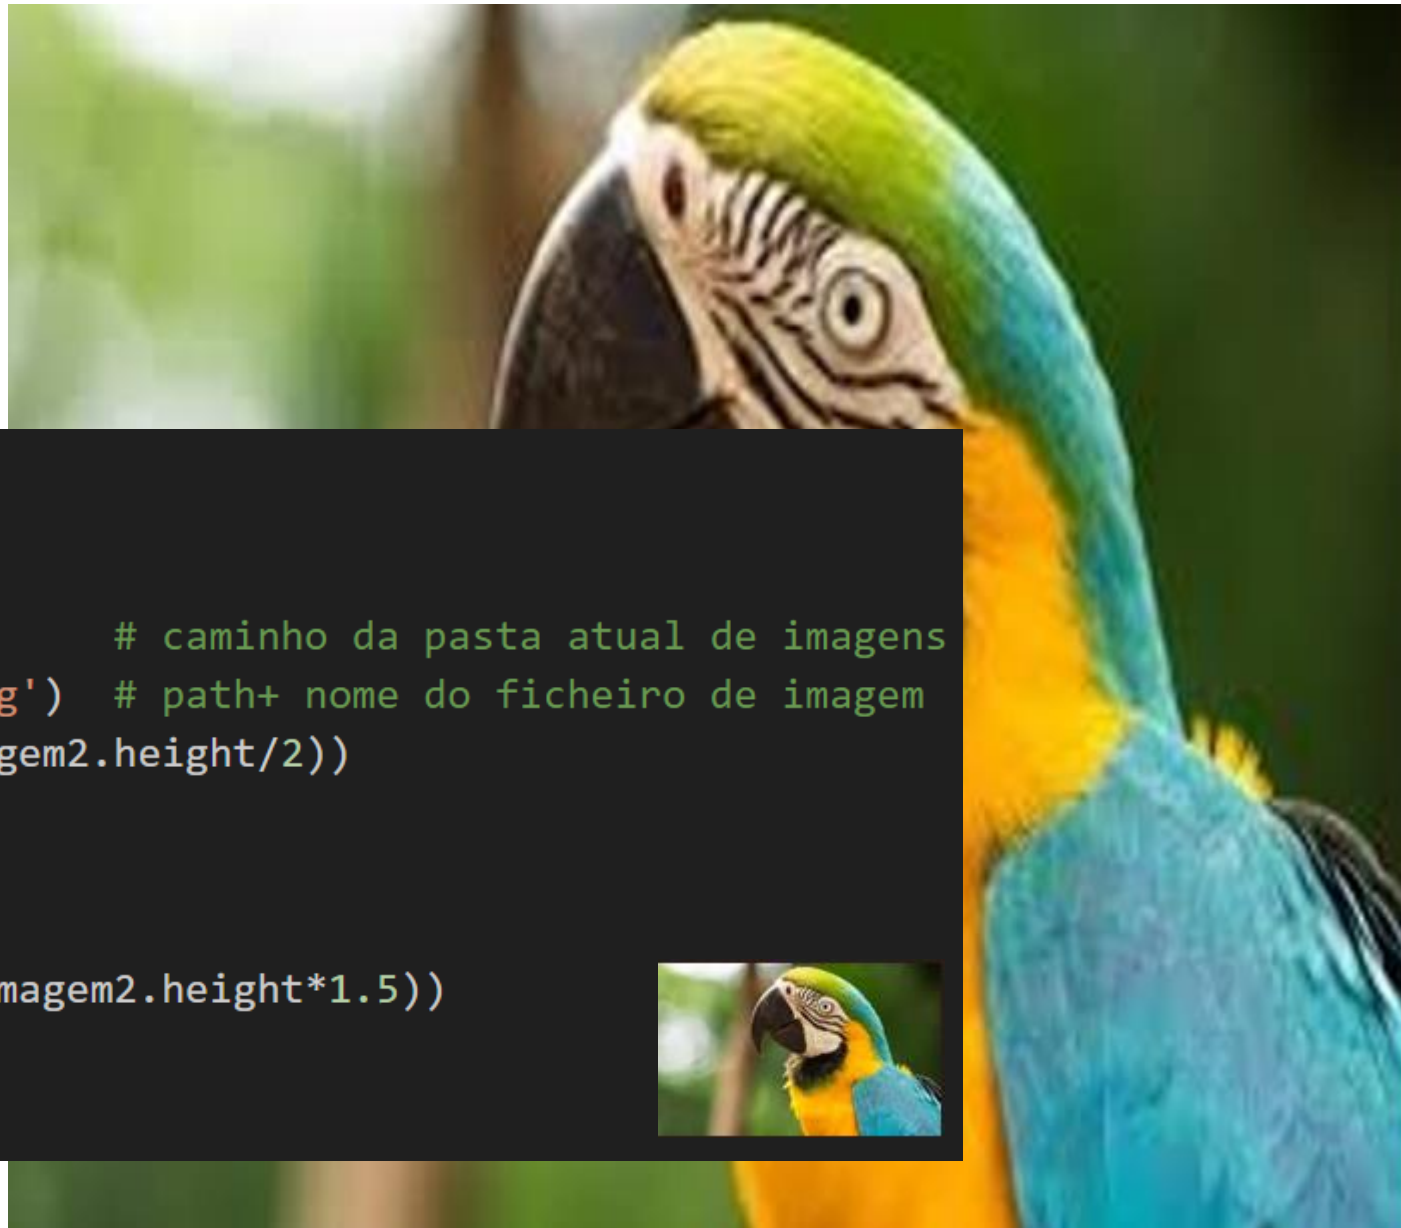 # caminho da pasta atual de imagens
g') # path+ nome do ficheiro de imagem
gem2.height/2))
magem2.height*1.5))